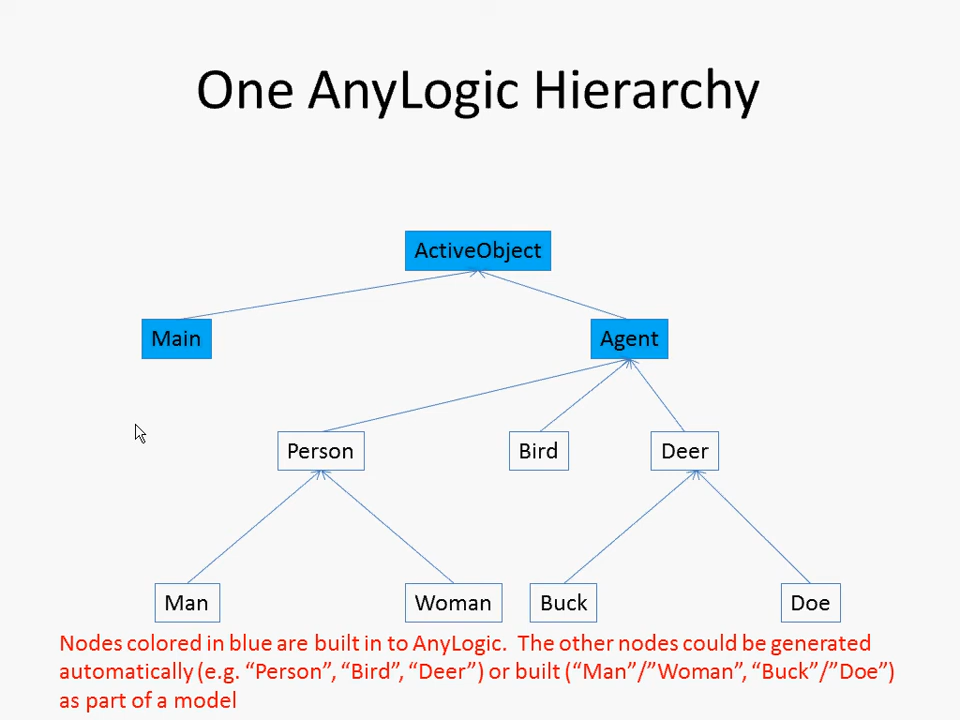 One AnyLogic Hierarchy
ActiveObject
Main
Agent
Person
Bird
Deer
Man
Woman
Buck
Doe
Nodes colored in blue are built in to AnyLogic.  The other nodes could be generated
automatically (e.g. “Person”, “Bird”, “Deer”) or built (“Man”/”Woman”, “Buck”/”Doe”)
as part of a model